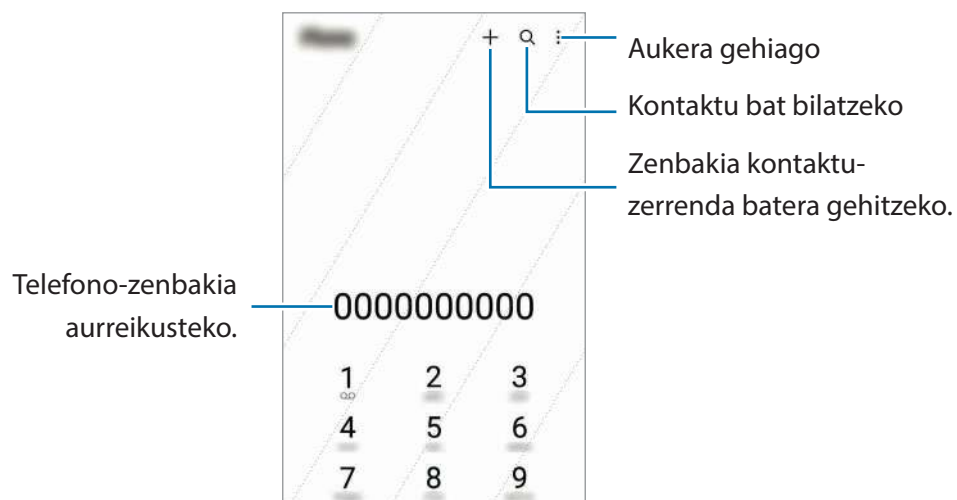 Aukera gehiago
Kontaktu bat bilatzeko
Zenbakia kontaktu-
zerrenda batera gehitzeko.
Telefono-zenbakia
aurreikusteko.
0000000000
1 2 3
4 5 6
7 8 9